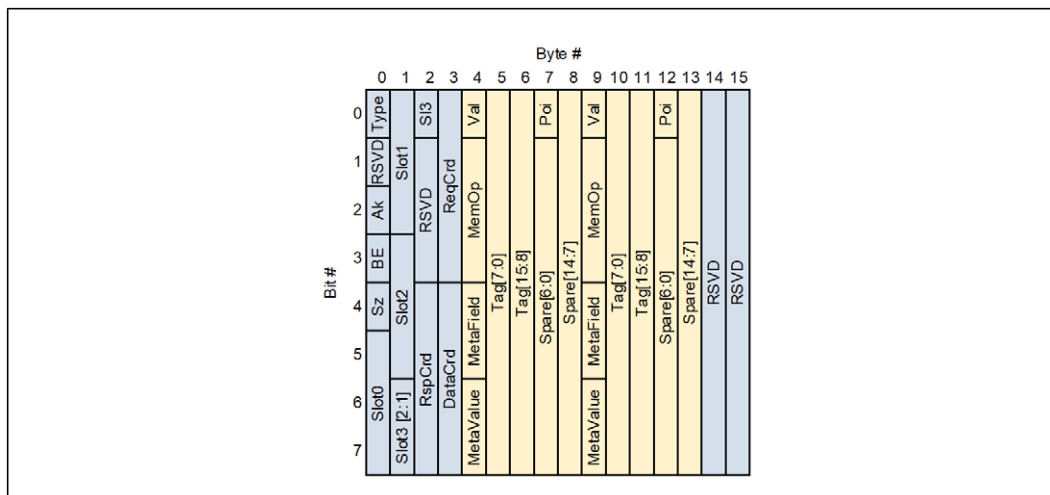 Byte #
0 1 2 3 4 5 6 7 8 9 10 11 12 13 14 15
Bit #
0
1
2
3
4
5
6
7
Type
RSVD
Ak
BE
Sz
Slot0
Slot1
Slot2
Slot3 [2:1]
Sl3
RSVD
RspCrd
ReqCrd
DataCrd
Val
MemOp
MetaField
MetaValue
Tag[7:0]
Tag[15:8]
Poi
Spare[6:0]
Spare[14:7]
Val
MemOp
MetaField
MetaValue
Tag[7:0]
Tag[15:8]
Poi
Spare[6:0]
Spare[14:7]
RSVD
RSVD